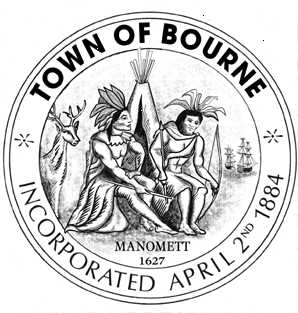 TOWN OF BOURNE
MANOMETT
1627
INCORPORATED APRIL 2ND 1884